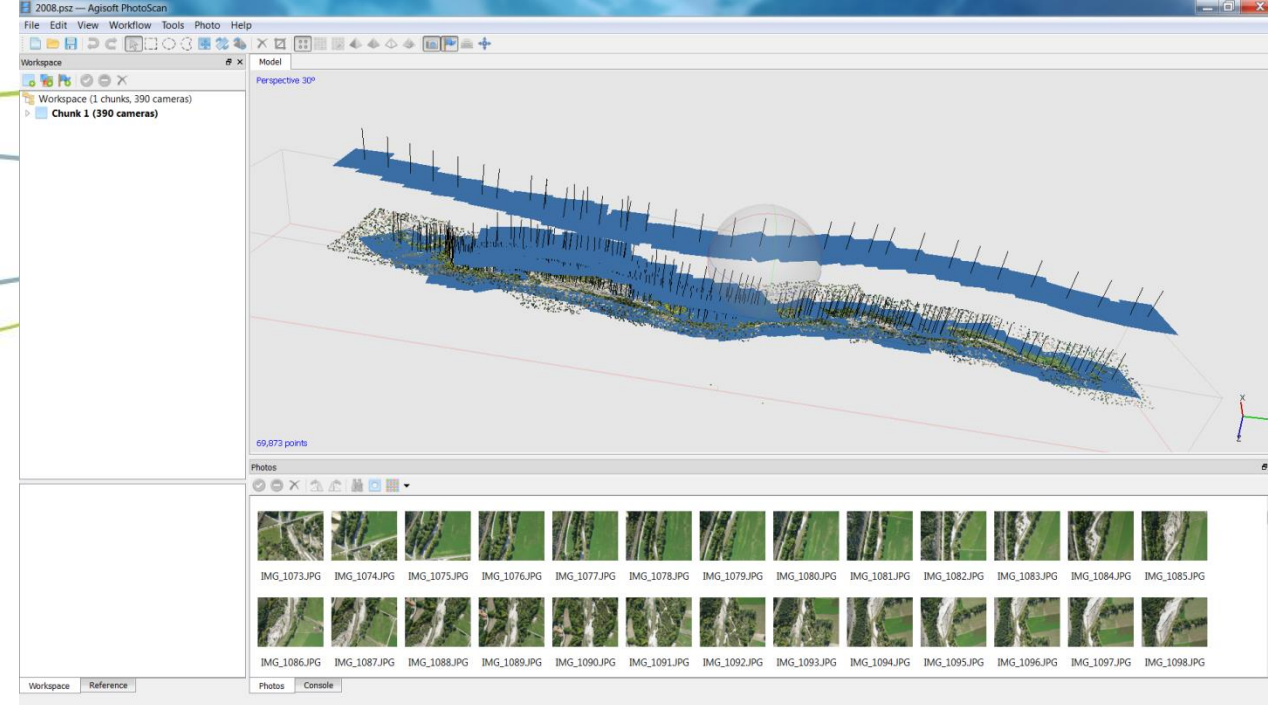 2008.psz — Agisoft PhotoScan
File Edit View Workflow Tools Photo Help
Workspace
Model
Workspace (1 chunks, 390 cameras)
Chunk 1 (390 cameras)
Perspective 30°
X
Z
69,873 points
Photos
IMG_1073.JPG IMG_1074.JPG IMG_1075.JPG IMG_1076.JPG IMG_1077.JPG IMG_1078.JPG IMG_1079.JPG IMG_1080.JPG IMG_1081.JPG IMG_1082.JPG IMG_1083.JPG IMG_1084.JPG IMG_1085.JPG
IMG_1086.JPG IMG_1087.JPG IMG_1088.JPG IMG_1089.JPG IMG_1090.JPG IMG_1091.JPG IMG_1092.JPG IMG_1093.JPG IMG_1094.JPG IMG_1095.JPG IMG_1096.JPG IMG_1097.JPG IMG_1098.JPG
Workspace Reference
Photos Console